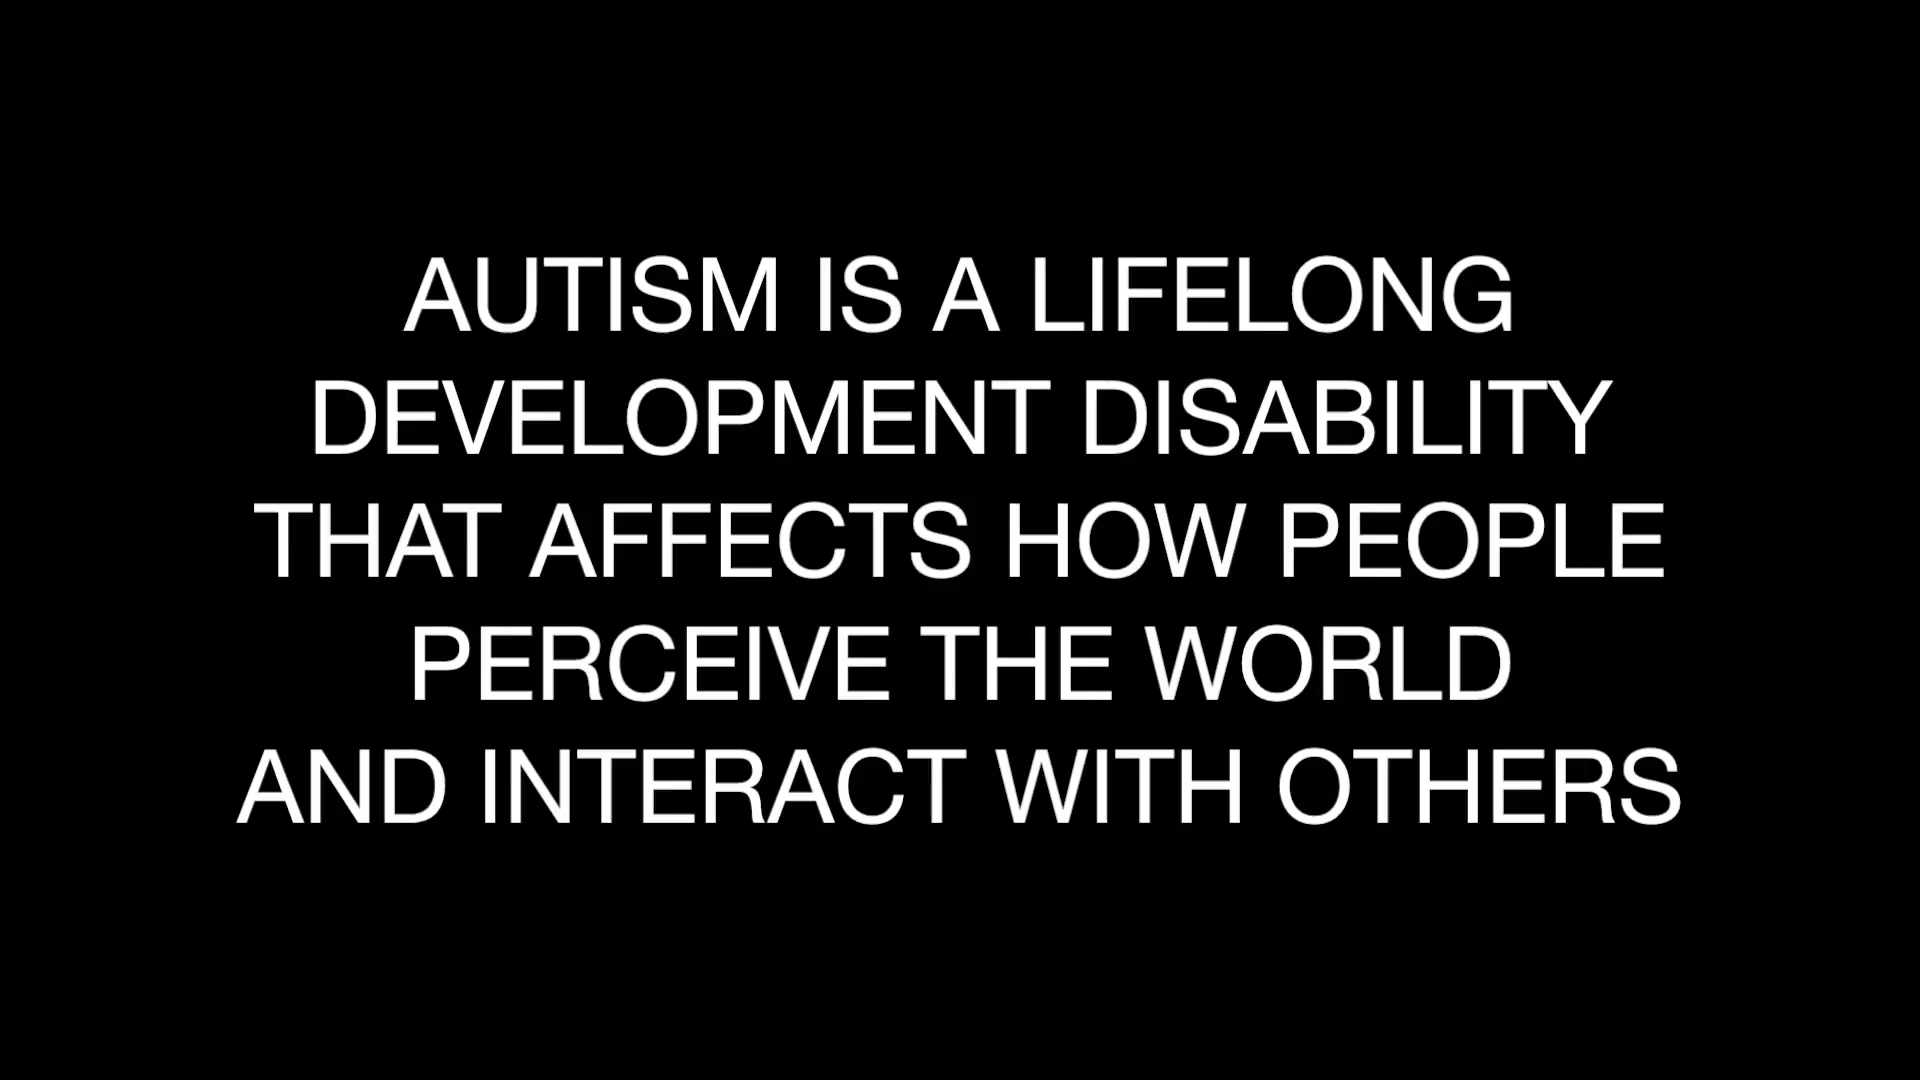 AUTISM IS A LIFELONG
DEVELOPMENT DISABILITY
THAT AFFECTS HOW PEOPLE
PERCEIVE THE WORLD
AND INTERACT WITH OTHERS